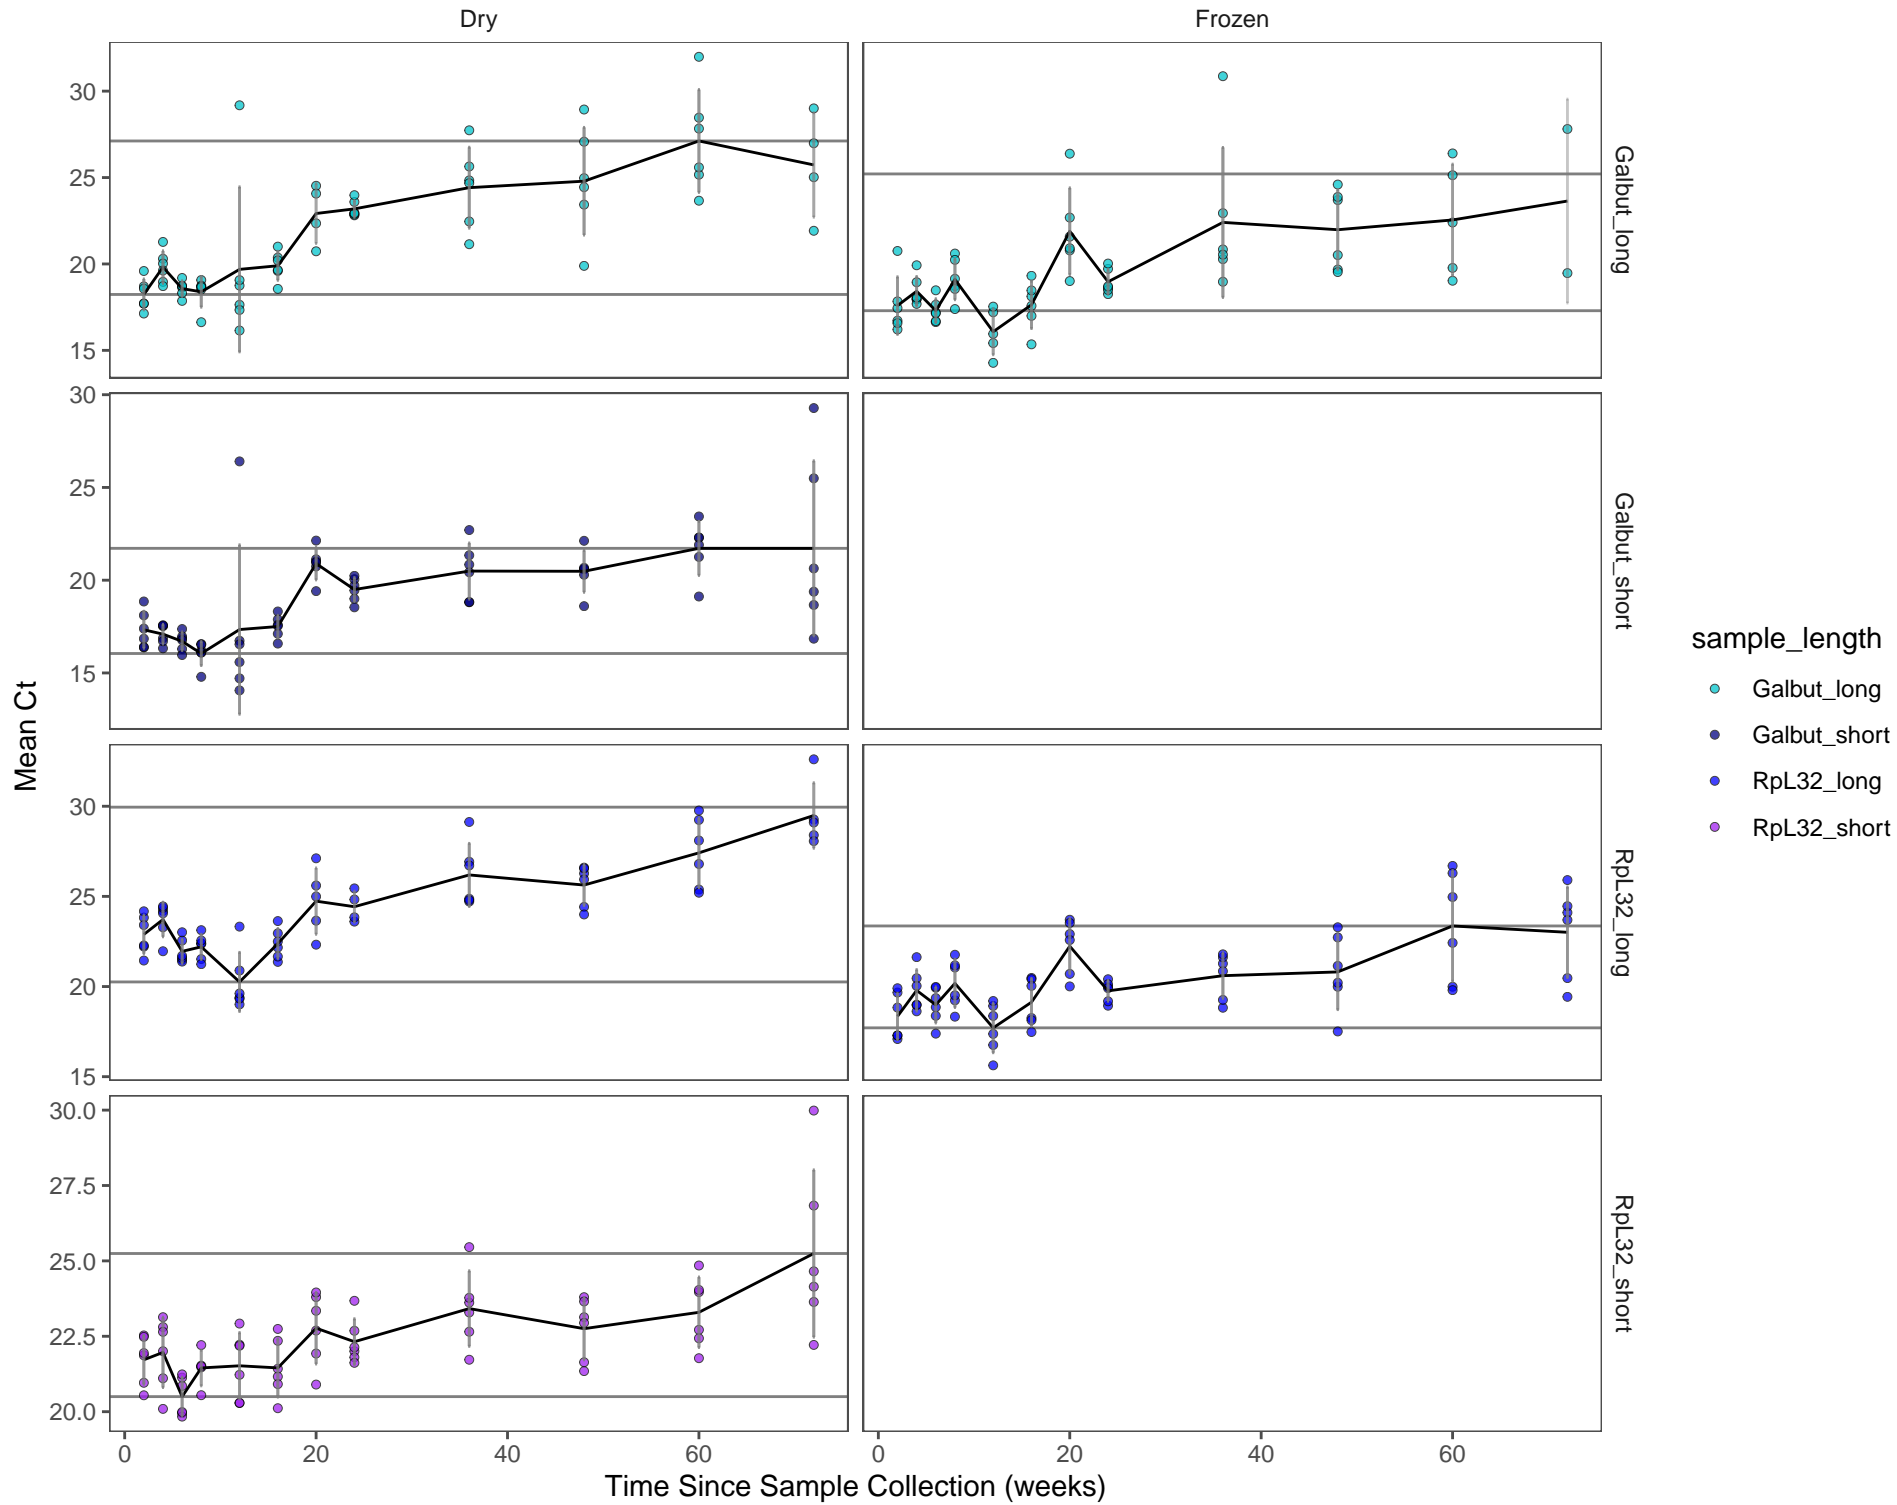 Dry
Frozen
30
25
20
15
Galbut_long
30
25
20
15
Galbut_short
30
25
20
15
RpL32_long
30.0
27.5
25.0
22.5
20.0
RpL32_short
Mean Ct
0
20
40
60
0
20
40
60
Time Since Sample Collection (weeks)
sample_length
Galbut_long
Galbut_short
RpL32_long
RpL32_short